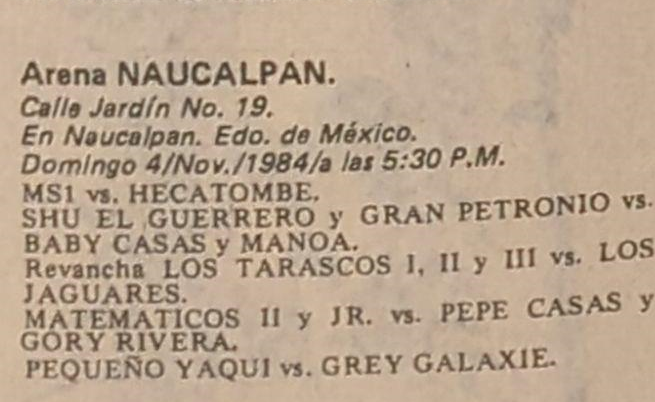 Arena NAUCALPAN.
Calle Jardín No. 19.
En Naucalpan. Edo. de México.
Domingo 4/Nov./1984/a las 5:30 P.M.
MS1 vs. HECATOMBE.
SHU EL GUERRERO y GRAN PETRONIO vs.
BABY CASAS y MANOA.
Revancha LOS TARASCOS I, II y III vs. LOS
JAGUARES.
MATEMATICOS II y JR. vs. PEPE CASAS y
GORY RIVERA.
PEQUEÑO YAQUI vs. GREY GALAXIE.